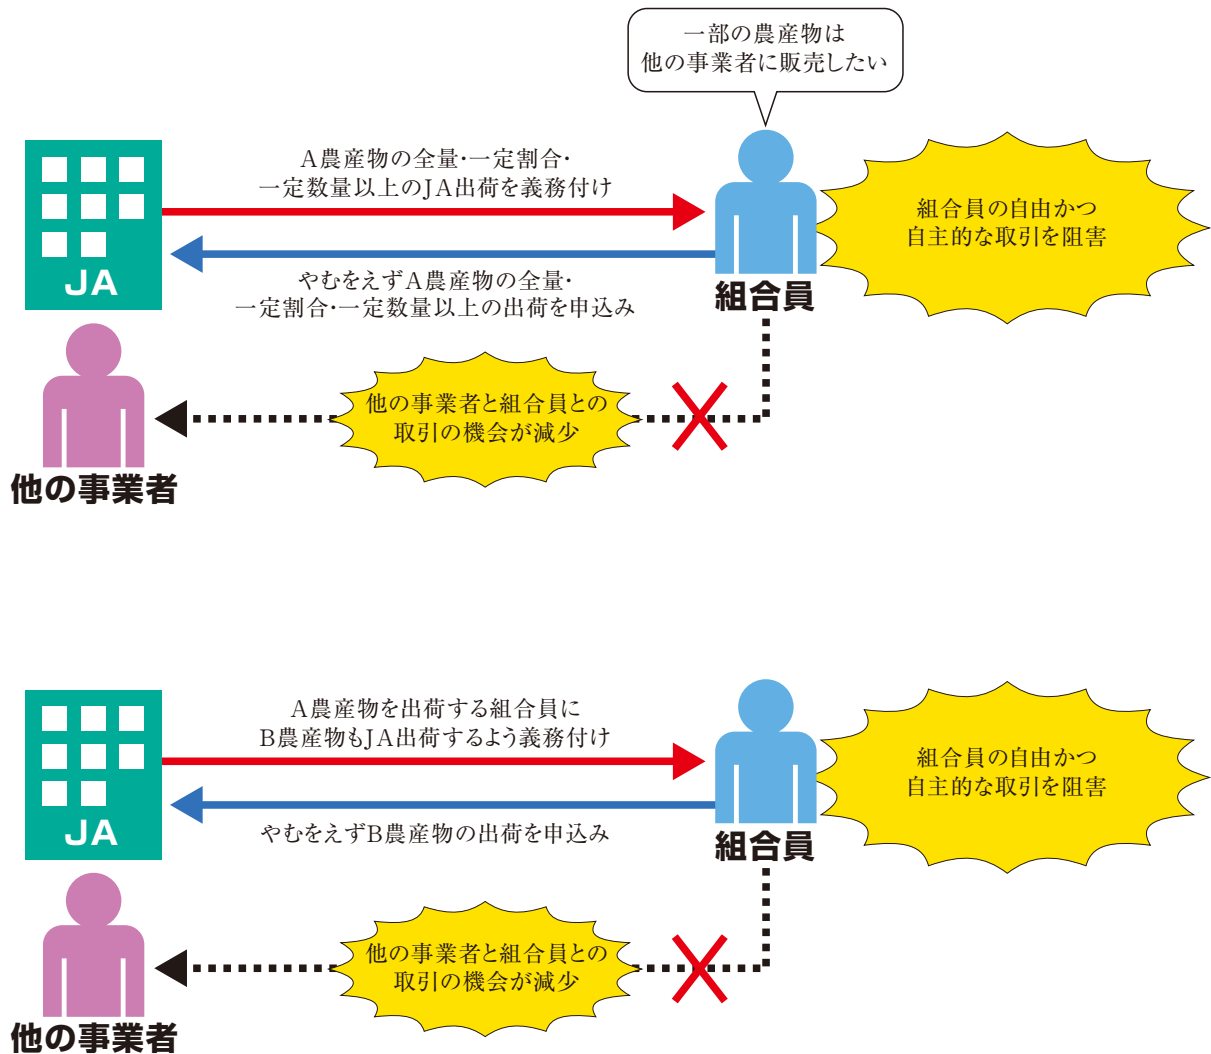 一部の農産物は
他の事業者に販売したい
A農産物の全量・一定割合・
一定数量以上のJA出荷を義務付け
組合員の自由かつ
自主的な取引を阻害
JA
やむをえずA農産物の全量・
一定割合・一定数量以上の出荷を申込み
組合員
他の事業者と組合員との
取引の機会が減少
他の事業者
A農産物を出荷する組合員に
B農産物もJA出荷するよう義務付け
組合員の自由かつ
自主的な取引を阻害
JA
やむをえずB農産物の出荷を申込み
組合員
他の事業者と組合員との
取引の機会が減少
他の事業者